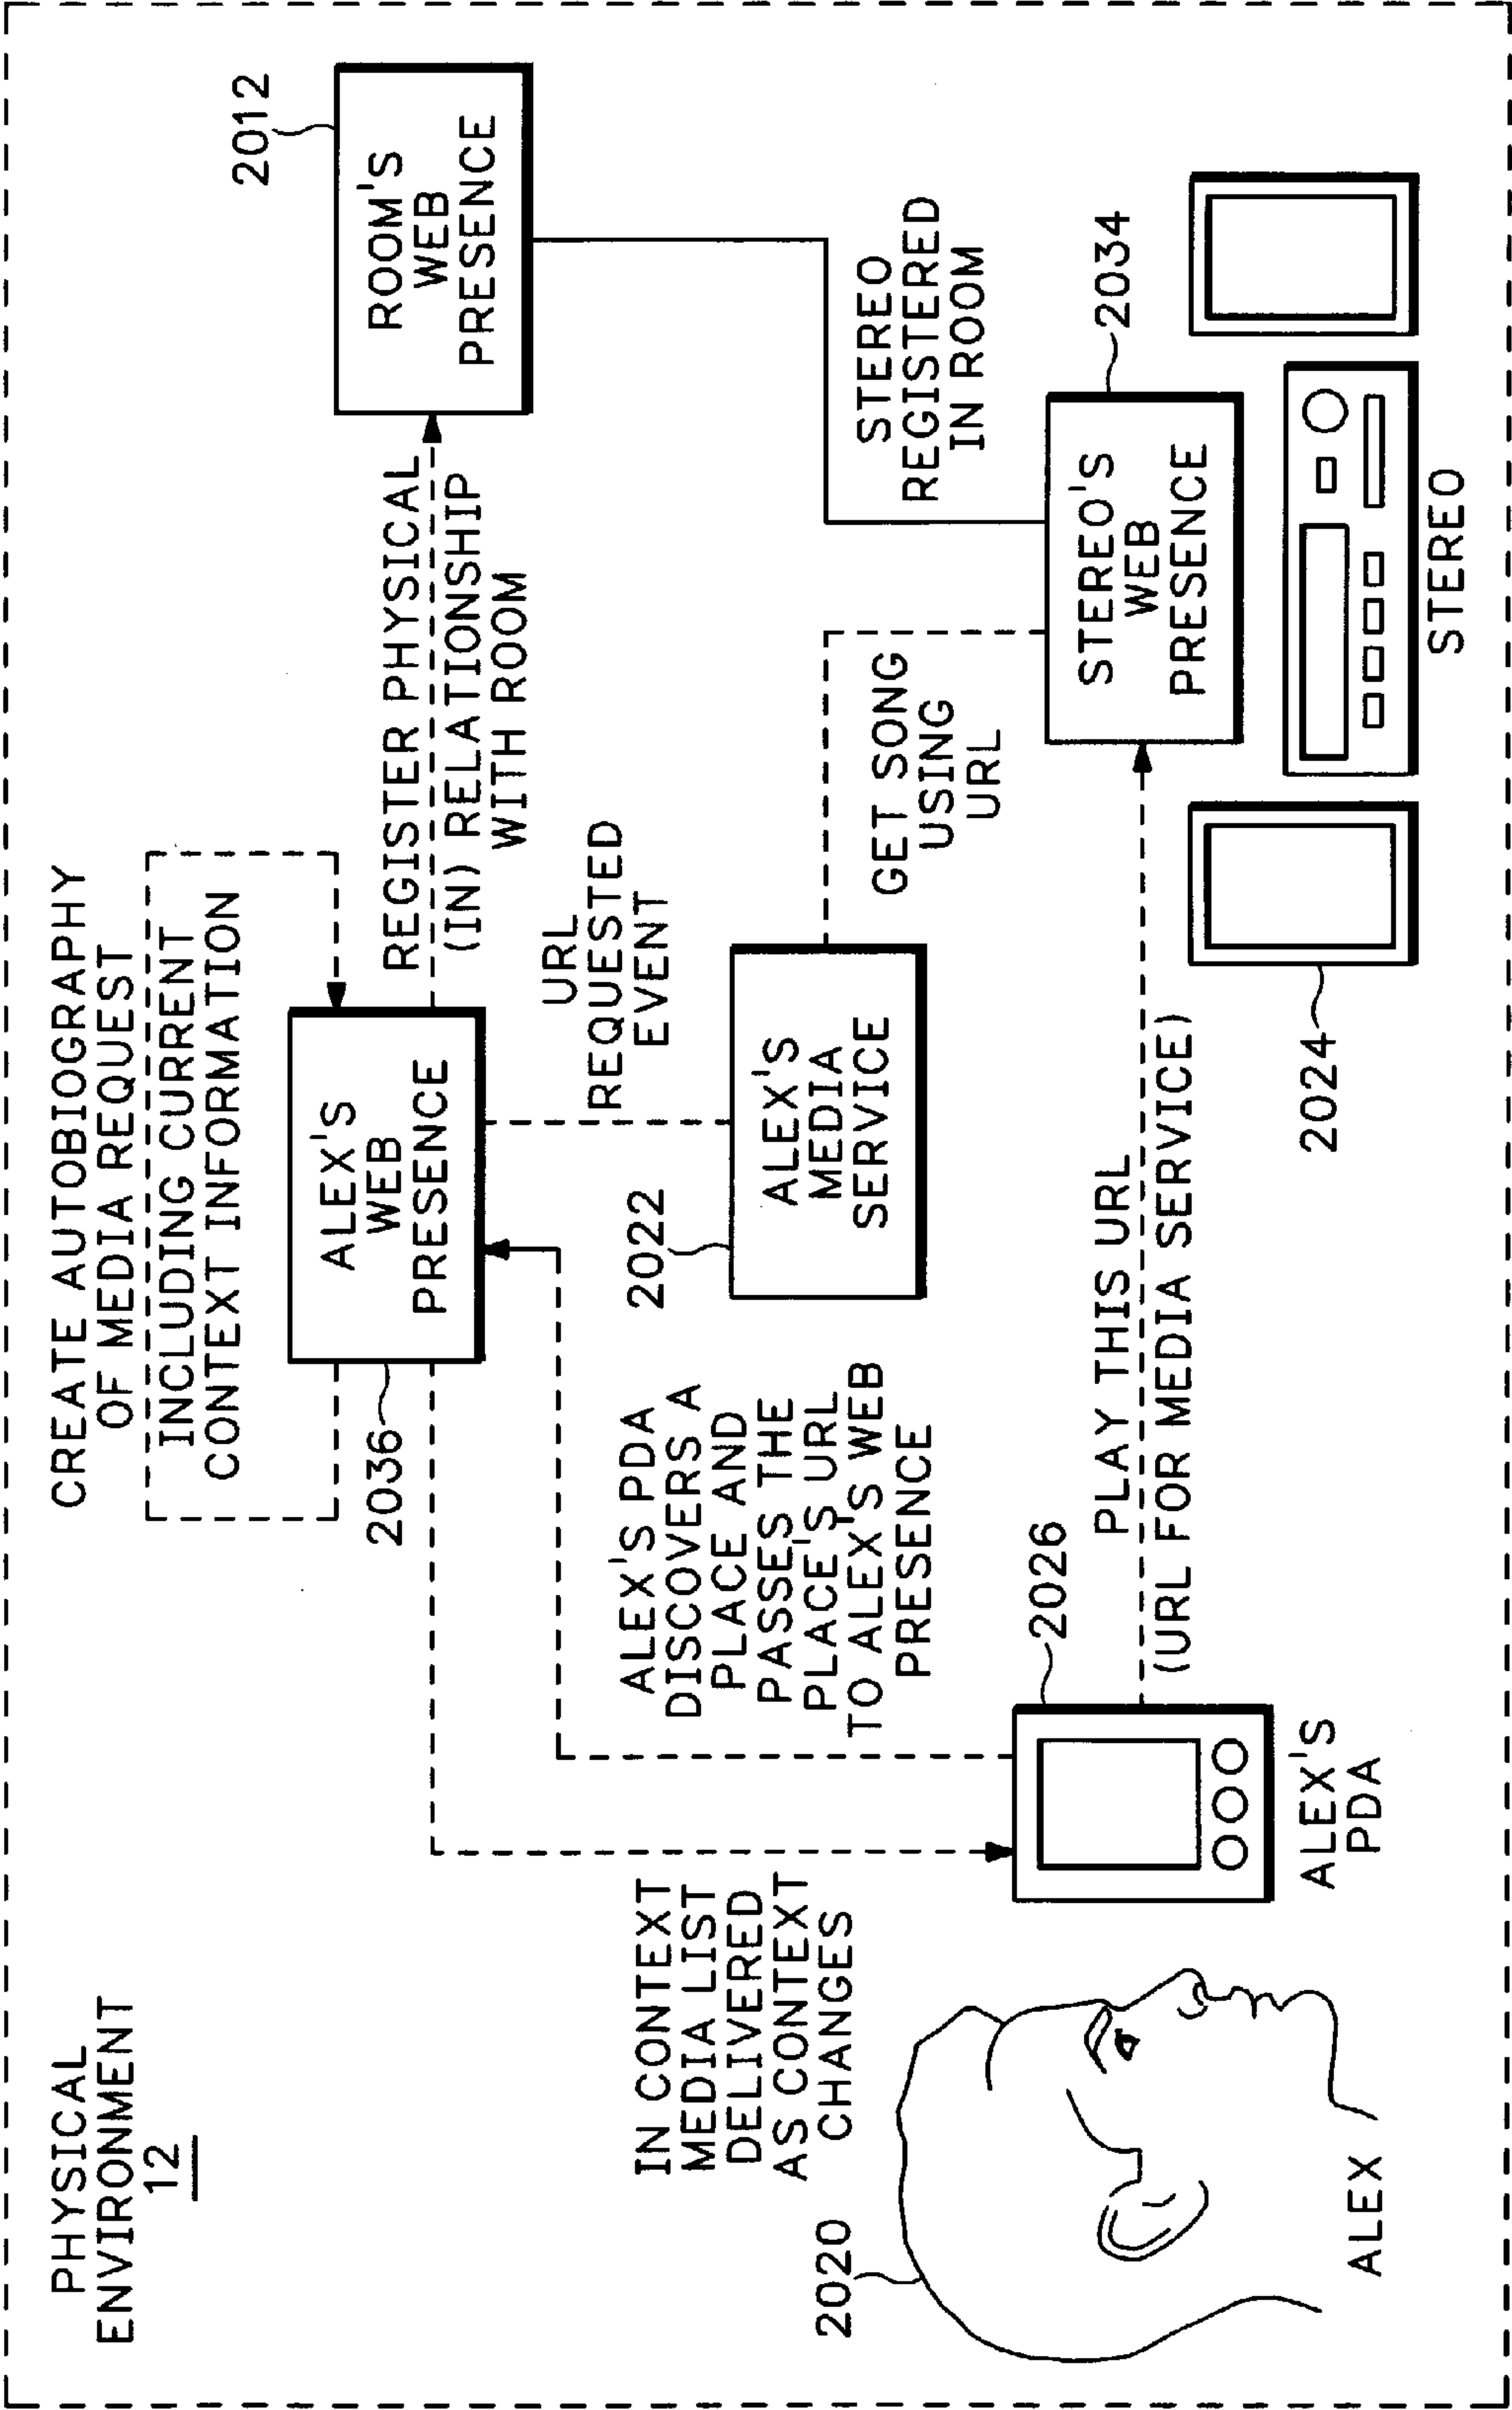 PHYSICAL
ENVIRONMENT
12
CREATE AUTOBIOGRAPHY
OF MEDIA REQUEST
INCLUDING CURRENT
CONTEXT INFORMATION
2036
ALEX'S
WEB
PRESENCE
REGISTER PHYSICAL
(IN) RELATIONSHIP
WITH ROOM
2012
ROOM'S
WEB
PRESENCE
IN CONTEXT
MEDIA LIST
DELIVERED
AS CONTEXT
CHANGES
ALEX'S PDA
DISCOVERS A
PLACE AND
PASSES THE
PLACE'S URL
TO ALEX'S WEB
PRESENCE
URL
REQUESTED
EVENT
2022
ALEX'S
MEDIA
SERVICE
GET SONG
USING
URL
STEREO
REGISTERED
IN ROOM
2020
ALEX
2026
ALEX'S
PDA
PLAY THIS URL
(URL FOR MEDIA SERVICE)
2034
STEREO'S
WEB
PRESENCE
2024
STEREO